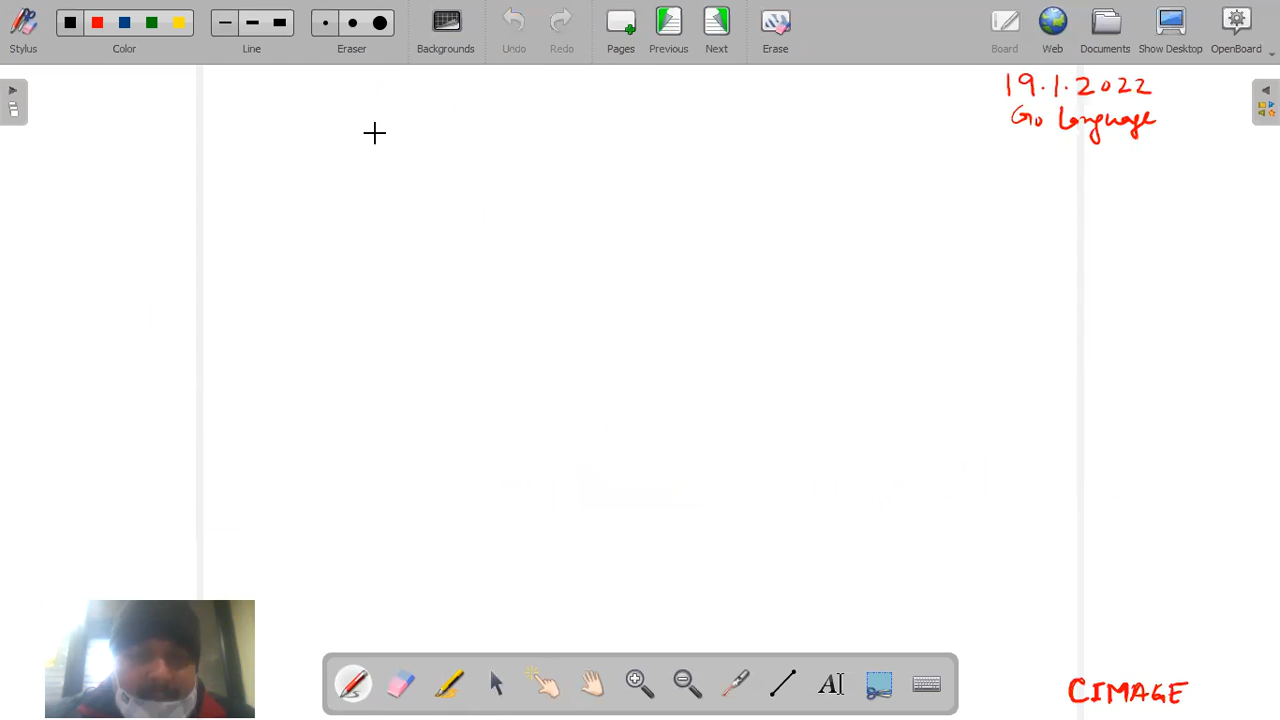 Stylus
Color
Line
Eraser
Backgrounds
Undo
Redo
Pages
Previous
Next
Erase
Board
Web
Documents
Show Desktop
OpenBoard
19.1.2022
Go Language
CIMAGE